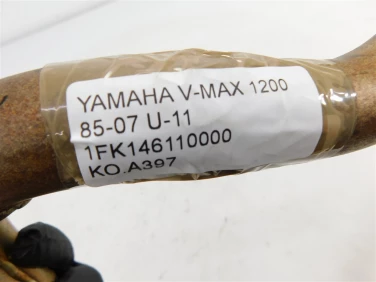 YAMAHA V-MAX 1200
85-07 U-11
1FK146110000
KO.A397